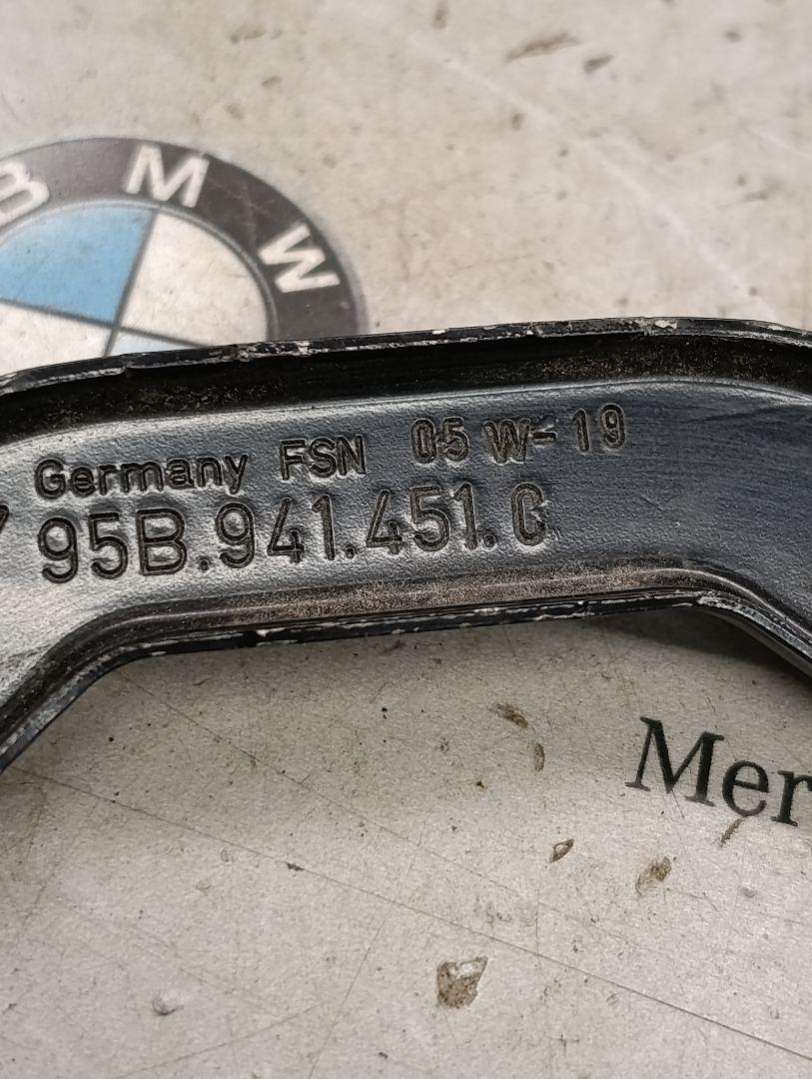 BMW
Germany FSN 05 W-19
95B.941.451.C
Mer